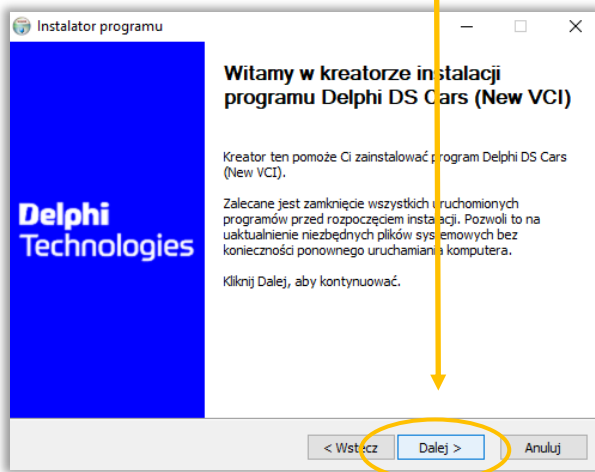 Instalator programu
Witamy w kreatorze instalacji
programu Delphi DS Cars (New VCI)
Kreator ten pomoże Ci zainstalować program Delphi DS Cars
(New VCI).
Zalecane jest zamknięcie wszystkich uruchomionych
programów przed rozpoczęciem instalacji. Pozwoli to na
uaktualnienie niezbędnych plików systemowych bez
konieczności ponownego uruchamiania komputera.
Kliknij Dalej, aby kontynuować.
Delphi
Technologies
< Wstecz Dalej > Anuluj